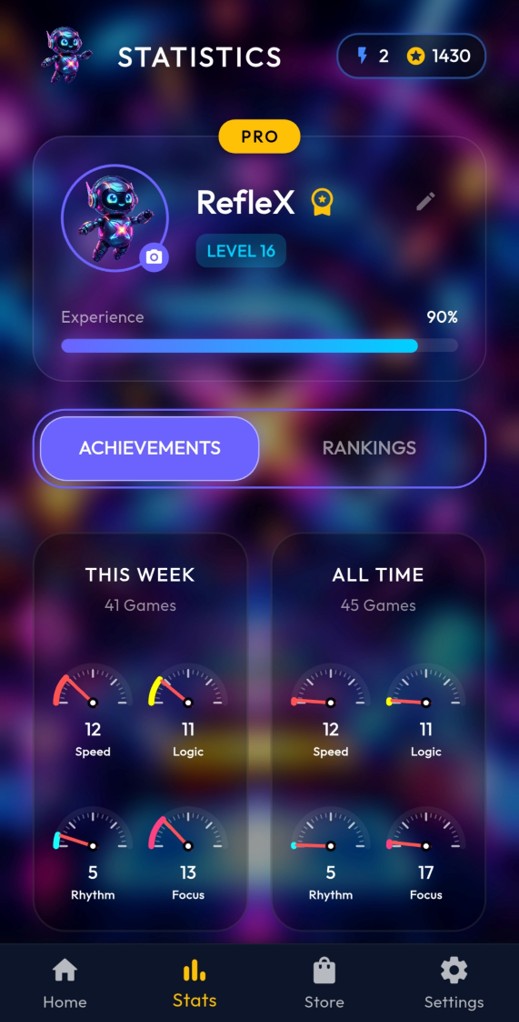 STATISTICS
2
1430
PRO
RefleX
LEVEL 16
Experience
90%
ACHIEVEMENTS
RANKINGS
THIS WEEK
41 Games
12
Speed
11
Logic
5
Rhythm
13
Focus
ALL TIME
45 Games
12
Speed
11
Logic
5
Rhythm
17
Focus
Home
Stats
Store
Settings